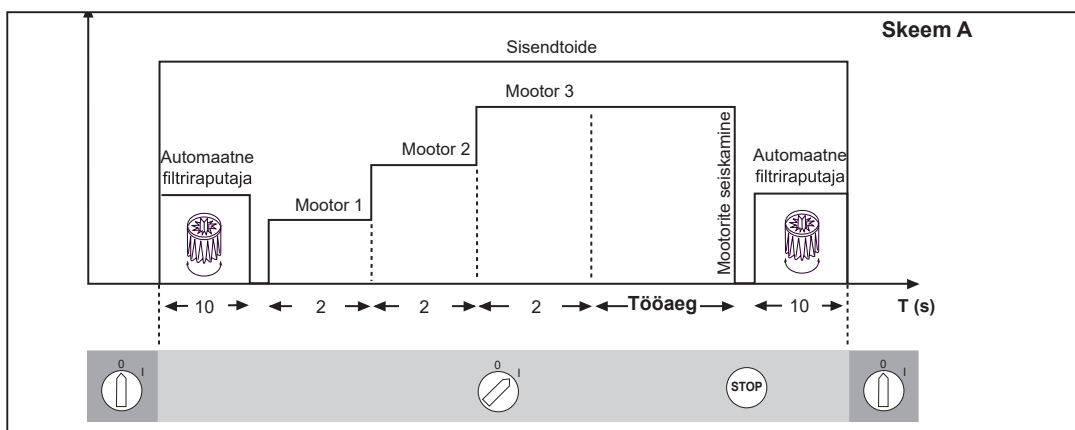 Skeem A
Sisendtoide
Mootor 3
Mootor 2
Mootor 1
Automaatne
filtriraputaja
Mootorite seiskamine
Automaatne
filtriraputaja
10
2
2
2
Tööaeg
10
T (s)
0
I
0
I
STOP
0
I